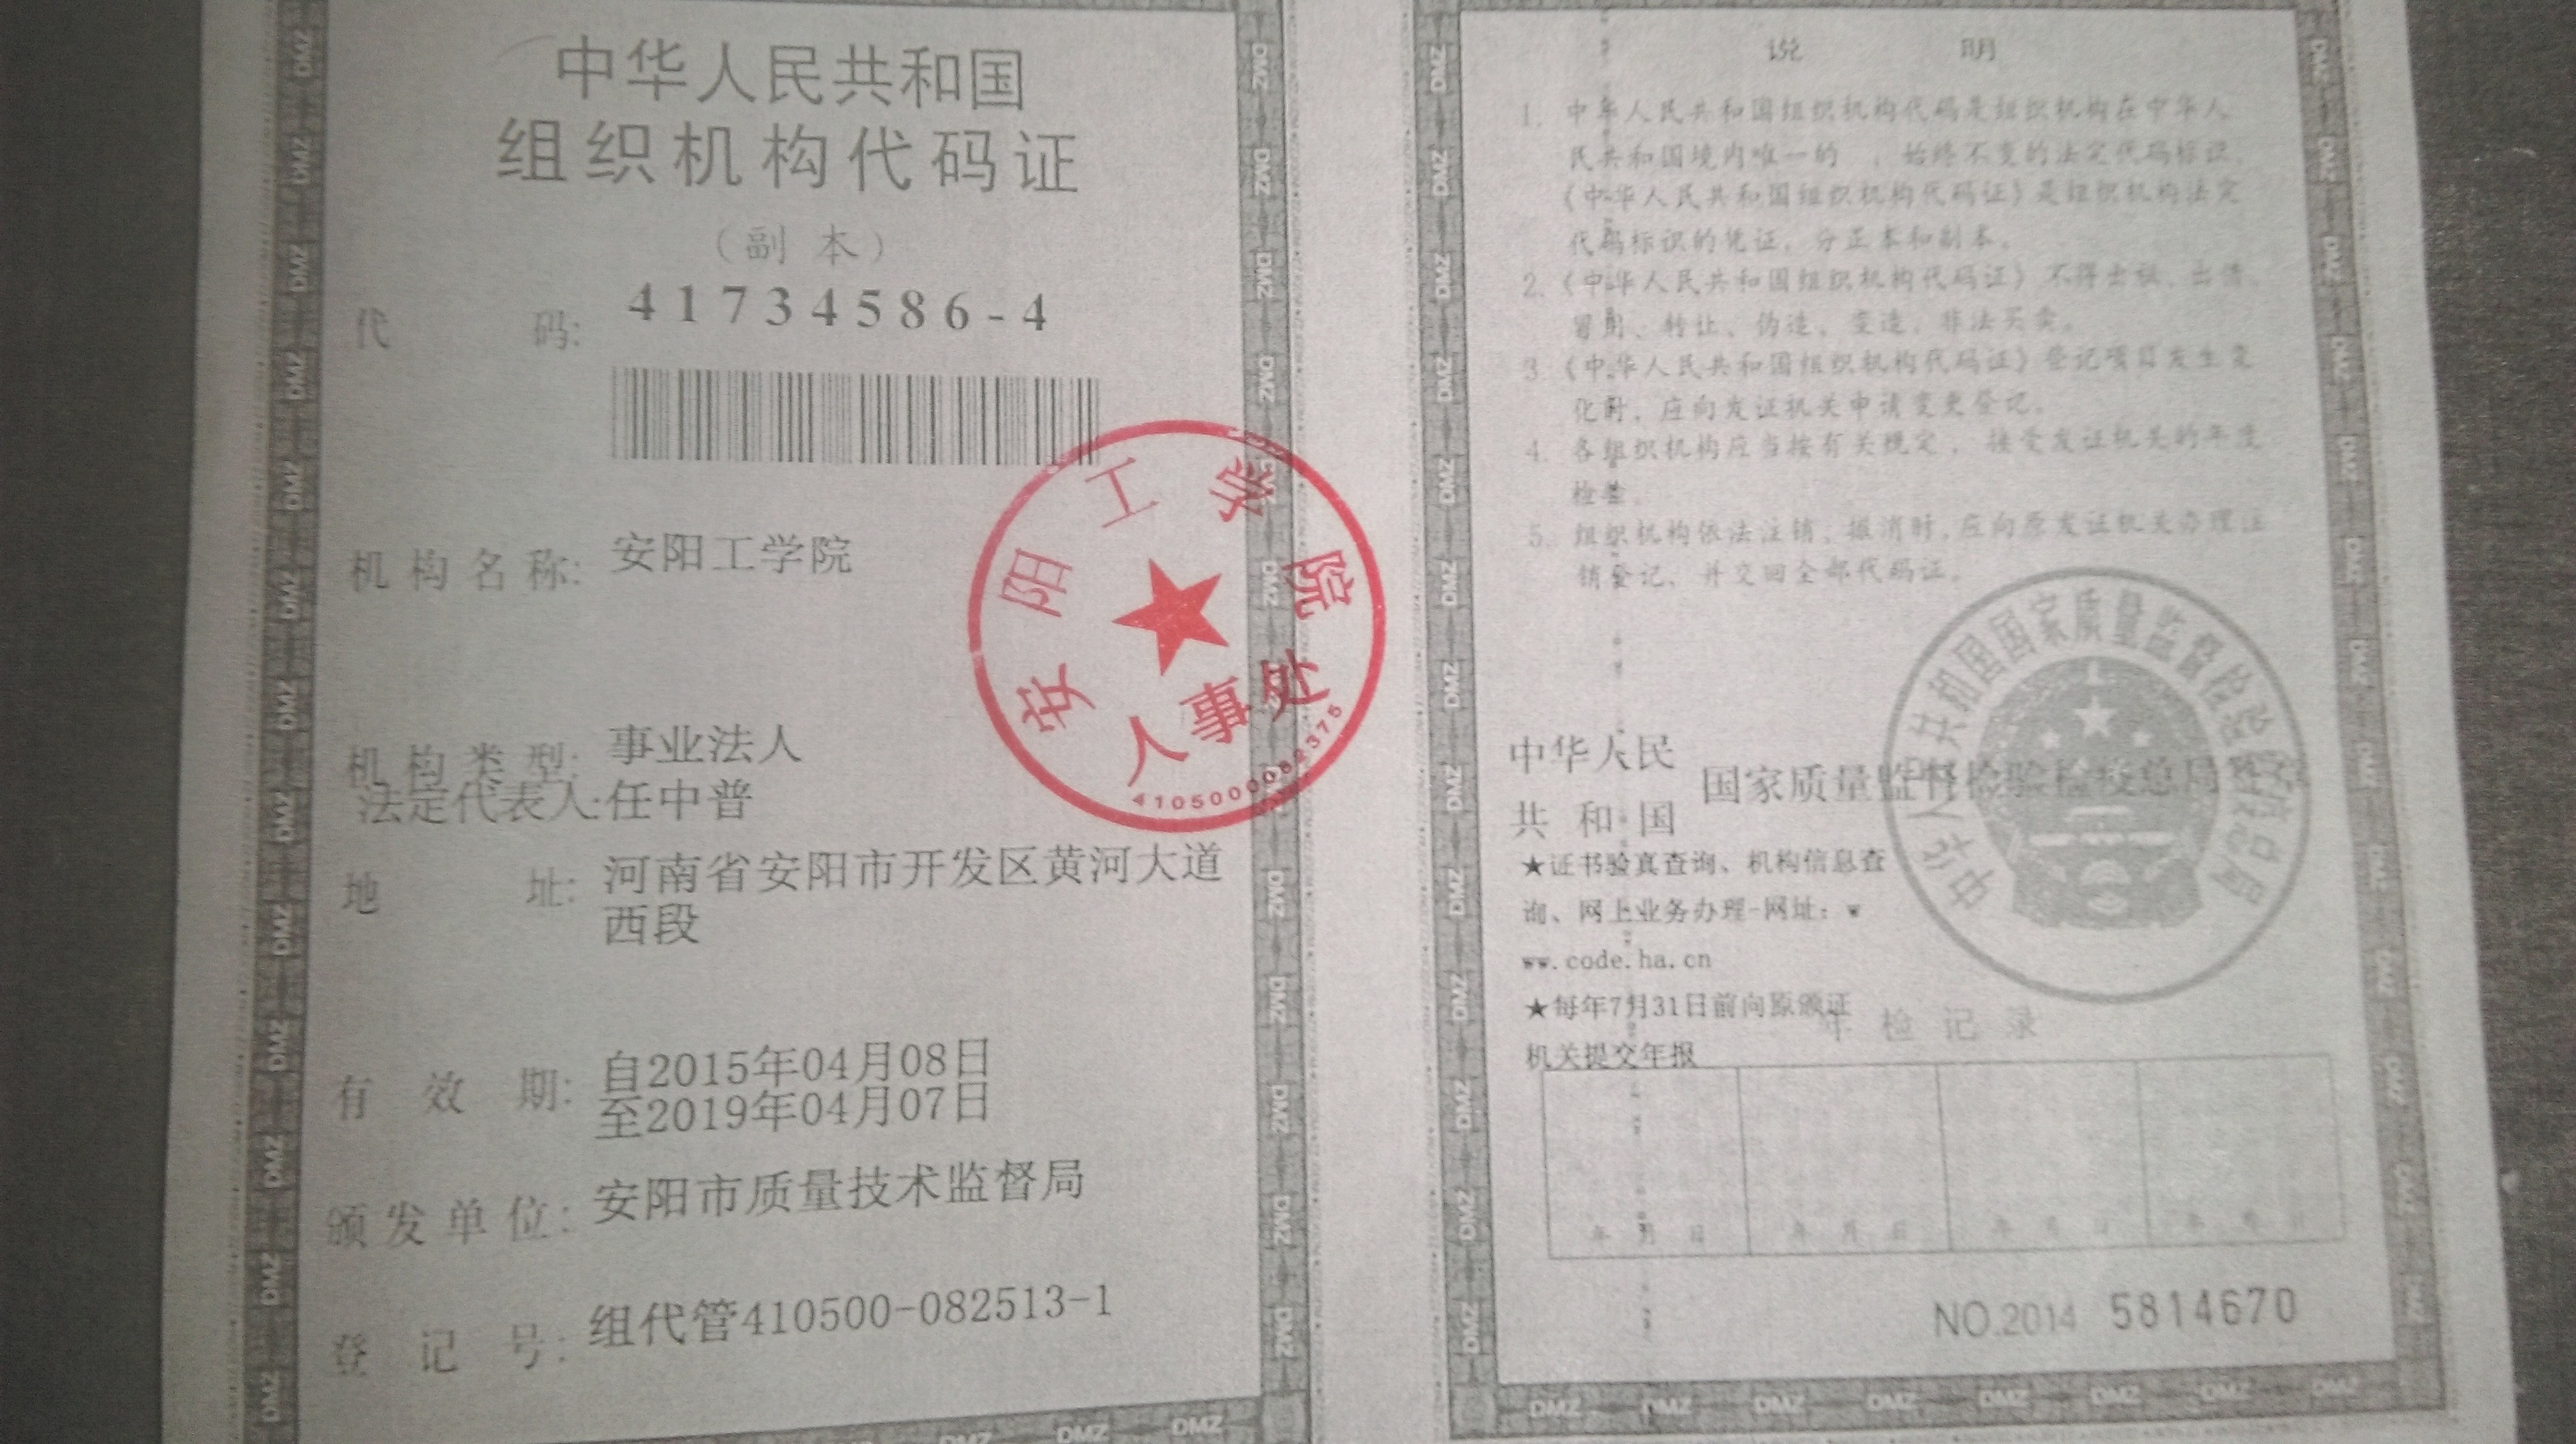 中华人民共和国
组织机构代码证
（副本）
代 码: 41734586-4
机构名称: 安阳工学院
机构类型: 事业法人
法定代表人:任中普
地 址: 河南省安阳市开发区黄河大道
西段
有 效 期: 自2015年04月08日
至2019年04月07日
颁发单位: 安阳市质量技术监督局
登 记 号: 组代管410500-082513-1
安阳工学院
人事
4105000082375
说 明
1. 中华人民共和国组织机构代码是组织机构在中华人
民共和国境内唯一的 、始终不变的法定代码标识，
《中华人民共和国组织机构代码证》是组织机构法定
代码标识的凭证，分正本和副本。
2.《中华人民共和国组织机构代码证》不得出租，出借，
冒用、转让、伪造、变造、非法买卖。
3.《中华人民共和国组织机构代码证》登记项目发生变
化时，应向发证机关申请变更登记。
4. 各组织机构应当按有关规定，接受发证机关的年度
检验。
5. 组织机构依法注销、撤消时，应向原发证机关办理注
销登记，并交回全部代码证。
中华人民
共和国 国家质量监督检验检疫总局
★证书验真查询、机构信息查
询、网上业务办理-网址：w
ww.code.ha.cn
★每年7月31日前向原颁证
机关提交年报
年检记录
年 月 日 年 月 日 年 月 日 年 月 日
NO.2014 5814670
中华人民共和国国家质量监督检验检疫总局
DMZ